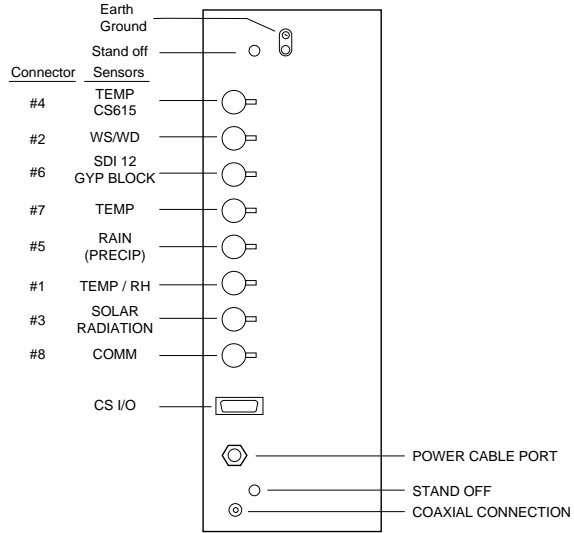 Earth
Ground
Stand off
Connector Sensors
#4 TEMP
CS615
#2 WS/WD
#6 SDI 12
GYP BLOCK
#7 TEMP
#5 RAIN
(PRECIP)
#1 TEMP / RH
#3 SOLAR
RADIATION
#8 COMM
CS I/O
POWER CABLE PORT
STAND OFF
COAXIAL CONNECTION